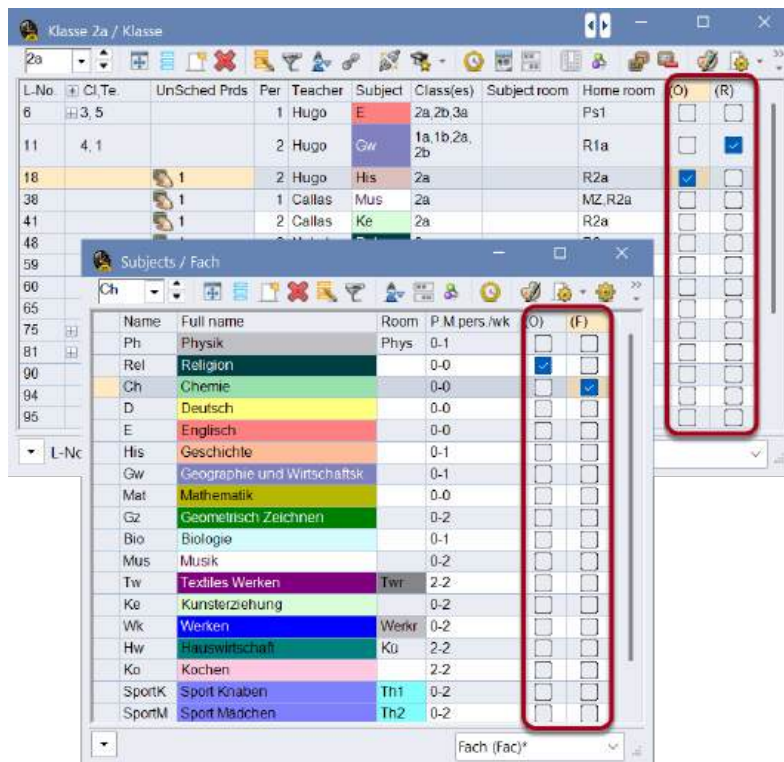 Klasse 2a / Klasse
2a
L-No. Cl,Te. UnSched Prds Per Teacher Subject Class(es) Subject room Home room (O) (R)
6 3, 5 1 Hugo E 2a,2b,3a Ps1
11 4, 1 2 Hugo Gw 1a,1b,2a, 2b R1a
18 1 2 Hugo His 2a R2a
38 1 1 Callas Mus 2a MZ,R2a
41 1 2 Callas Ke 2a R2a
48
59
60
65
75
81
90
94
95
L-No
Subjects / Fach
Ch
Name Full name Room P.M.pers./wk (O) (F)
Ph Physik Phys 0-1
Rel Religion 0-0
Ch Chemie 0-0
D Deutsch 0-0
E Englisch 0-0
His Geschichte 0-1
Gw Geographie und Wirtschaftsk 0-1
Mat Mathematik 0-0
Gz Geometrisch Zeichnen 0-2
Bio Biologie 0-1
Mus Musik 0-2
Tw Textiles Werken Twr 2-2
Ke Kunsterziehung 0-2
Wk Werken Werkr 0-2
Hw Hauswirtschaft Kü 2-2
Ko Kochen 2-2
SportK Sport Knaben Th1 0-2
SportM Sport Mädchen Th2 0-2
Fach (Fac)*